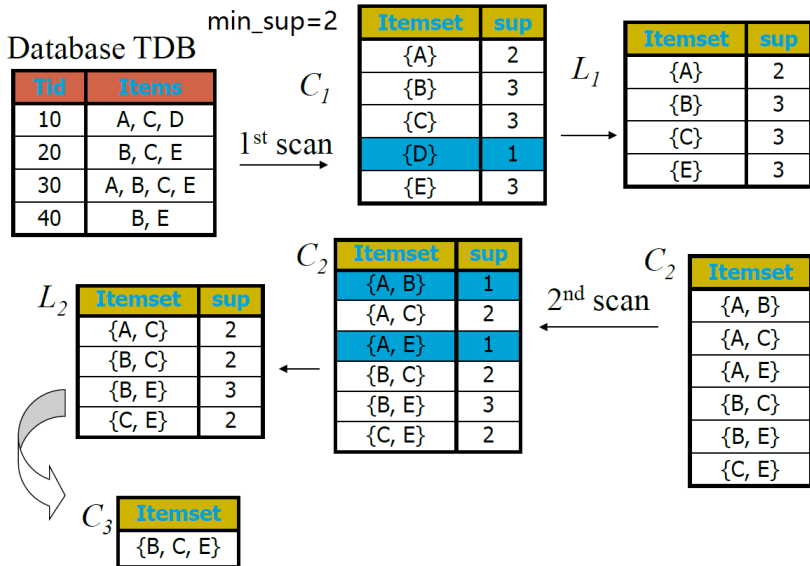 min_sup=2
Database TDB
Tid Items
10 A, C, D
20 B, C, E
30 A, B, C, E
40 B, E
1st scan
C1
Itemset sup
{A} 2
{B} 3
{C} 3
{D} 1
{E} 3
L1
Itemset sup
{A} 2
{B} 3
{C} 3
{E} 3
C2
Itemset
{A, B}
{A, C}
{A, E}
{B, C}
{B, E}
{C, E}
2nd scan
C2
Itemset sup
{A, B} 1
{A, C} 2
{A, E} 1
{B, C} 2
{B, E} 3
{C, E} 2
L2
Itemset sup
{A, C} 2
{B, C} 2
{B, E} 3
{C, E} 2
C3
Itemset
{B, C, E}